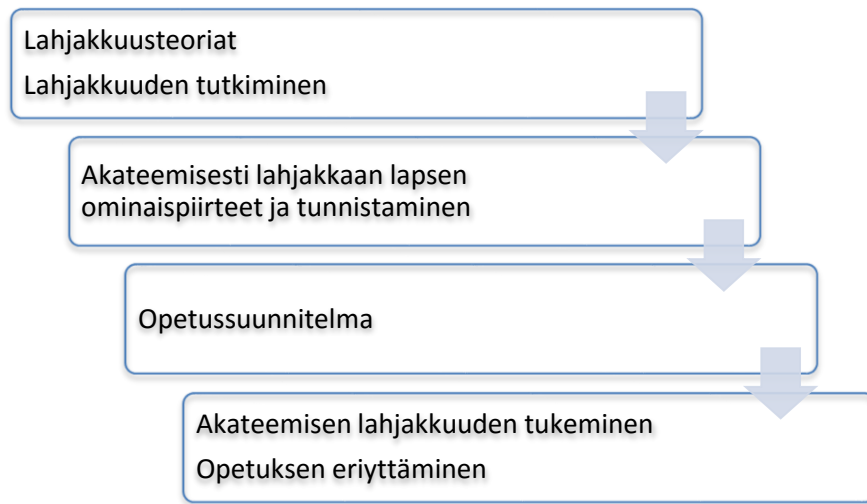 Lahjakkuusteoriat
Lahjakkuuden tutkiminen
Akateemisesti lahjakkaan lapsen
ominaispiirteet ja tunnistaminen
Opetussuunnitelma
Akateemisen lahjakkuuden tukeminen
Opetuksen eriyttäminen